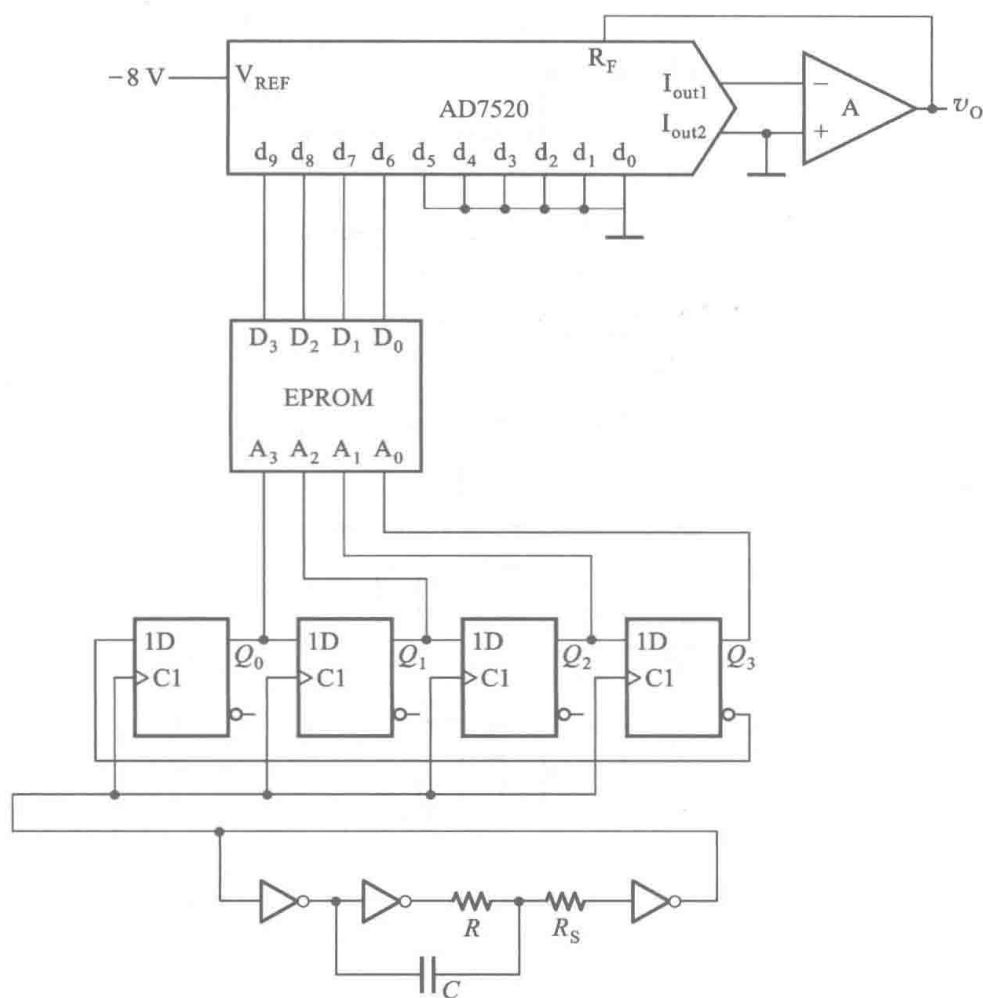 −8 V
V_REF
R_F
I_out1
I_out2
AD7520
A
−
+
v_O
d_9 d_8 d_7 d_6 d_5 d_4 d_3 d_2 d_1 d_0
D_3 D_2 D_1 D_0
EPROM
A_3 A_2 A_1 A_0
1D
C1
Q_0
1D
C1
Q_1
1D
C1
Q_2
1D
C1
Q_3
R
R_S
C